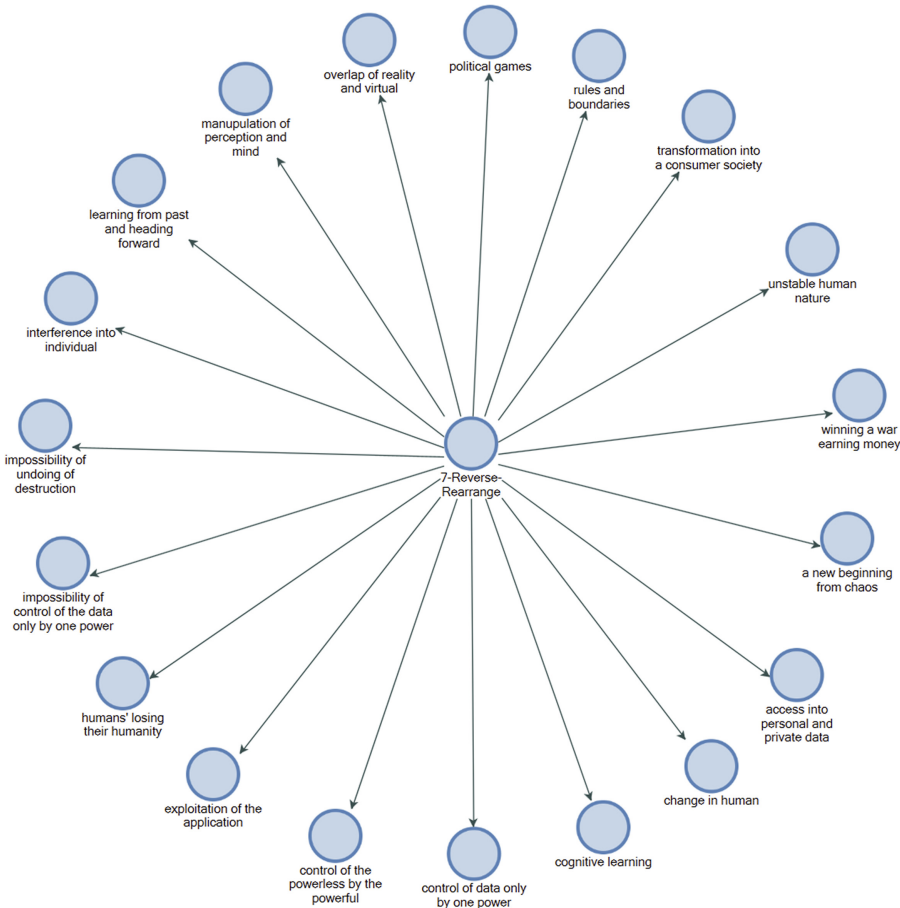 political games
overlap of reality
and virtual
rules and
boundaries
manupulation of
perception and
mind
transformation into
a consumer society
learning from past
and heading
forward
unstable human
nature
interference into
individual
winning a war
earning money
impossibility of
undoing of
destruction
7-Reverse-
Rearrange
a new beginning
from chaos
impossibility of
control of the data
only by one power
access into
personal and
private data
humans' losing
their humanity
change in human
exploitation of the
application
cognitive learning
control of the
powerless by the
powerful
control of data only
by one power